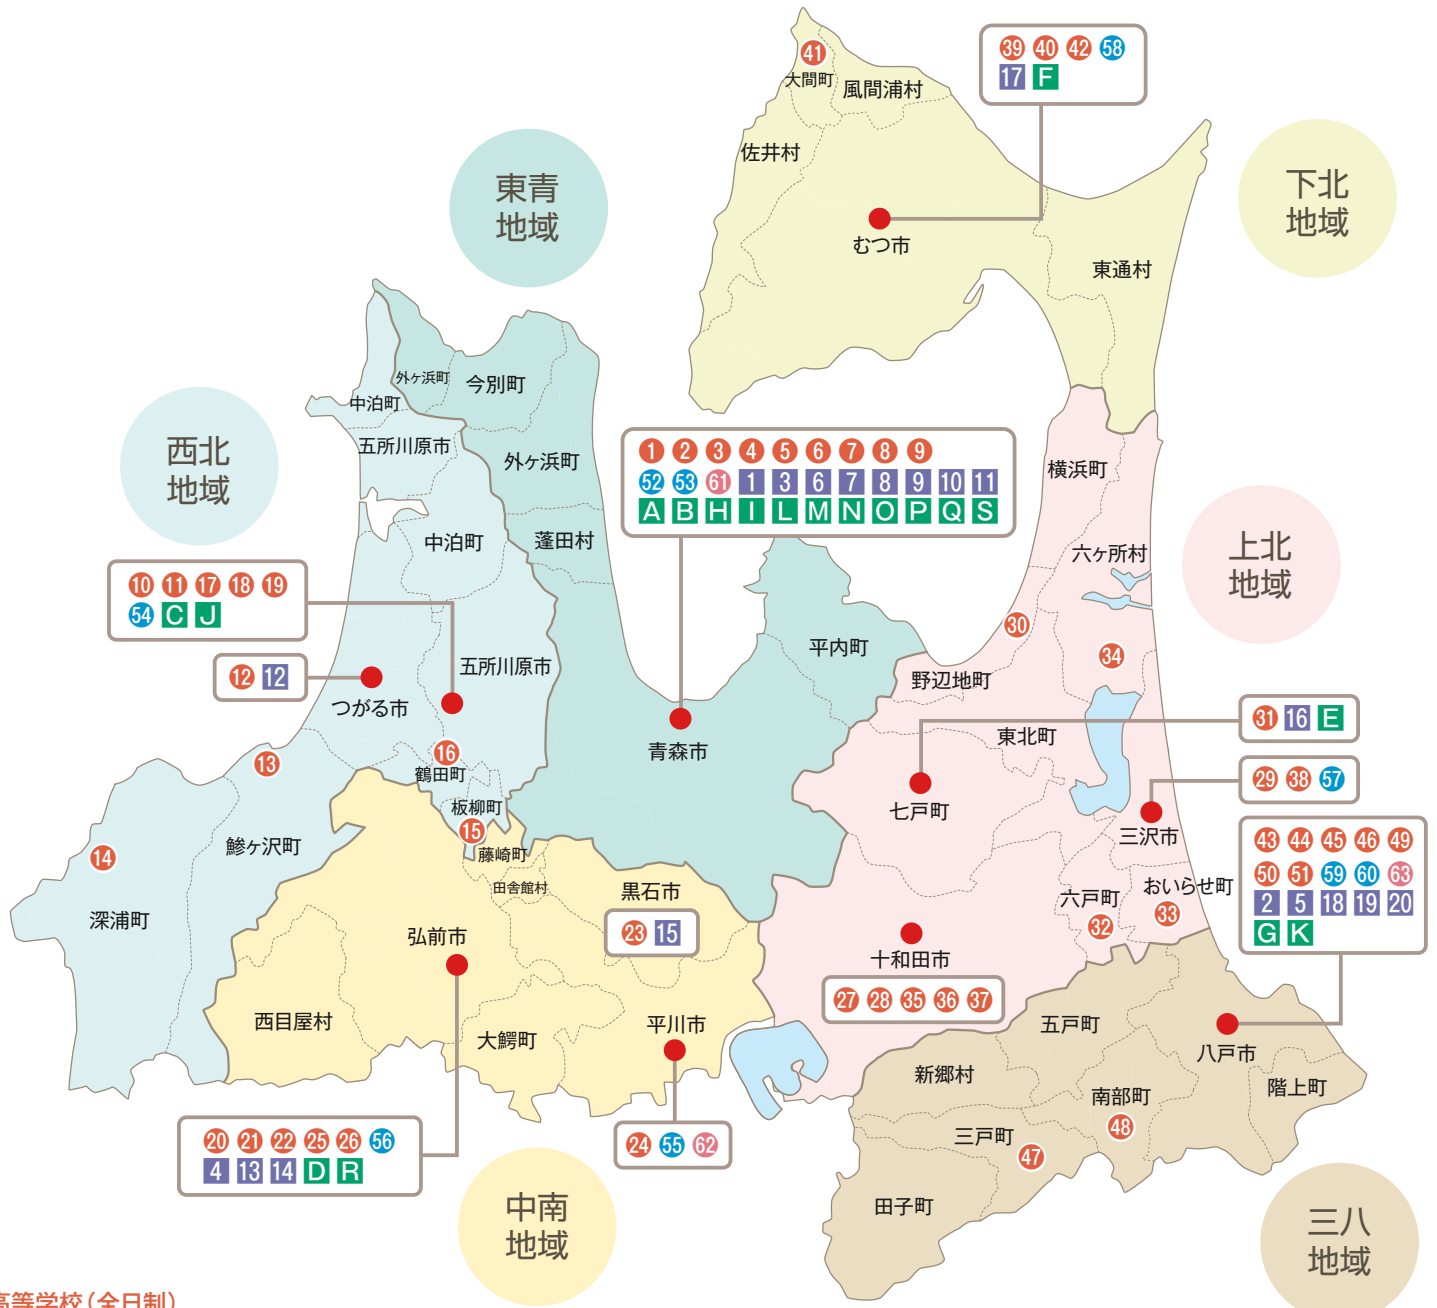 39 40 42 58
17 F
41
大間町
風間浦村
佐井村
むつ市
東通村
下北
地域
東青
地域
外ヶ浜町
今別町
中泊町
五所川原市
外ヶ浜町
西北
地域
中泊町
蓬田村
1 2 3 4 5 6 7 8 9
52 53 61 1 3 6 7 8 9 10 11
A B H I L M N O P Q S
横浜町
六ヶ所村
上北
地域
10 11 17 18 19
54 C J
12 12
つがる市
五所川原市
平内町
青森市
30
34
野辺地町
東北町
七戸町
31 16 E
29 38 57
三沢市
13
16
鶴田町
板柳町
15
14
鰺ヶ沢町
深浦町
藤崎町
田舎館村
黒石市
23 15
弘前市
西目屋村
大鰐町
平川市
六戸町
32
おいらせ町
33
十和田市
27 28 35 36 37
43 44 45 46 49
50 51 59 60 63
2 5 18 19 20
G K
五戸町
八戸市
新郷村
南部町
48
階上町
三戸町
47
田子町
20 21 22 25 26 56
4 13 14 D R
24 55 62
中南
地域
三八
地域
高等学校(全日制)